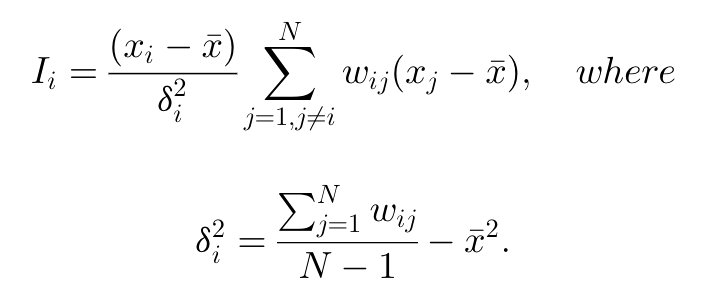 I_i = \frac{(x_i - \bar{x})}{\delta_i^2} \sum_{j=1, j \neq i}^{N} w_{ij}(x_j - \bar{x}), \quad where
\delta_i^2 = \frac{\sum_{j=1}^{N} w_{ij}}{N - 1} - \bar{x}^2.